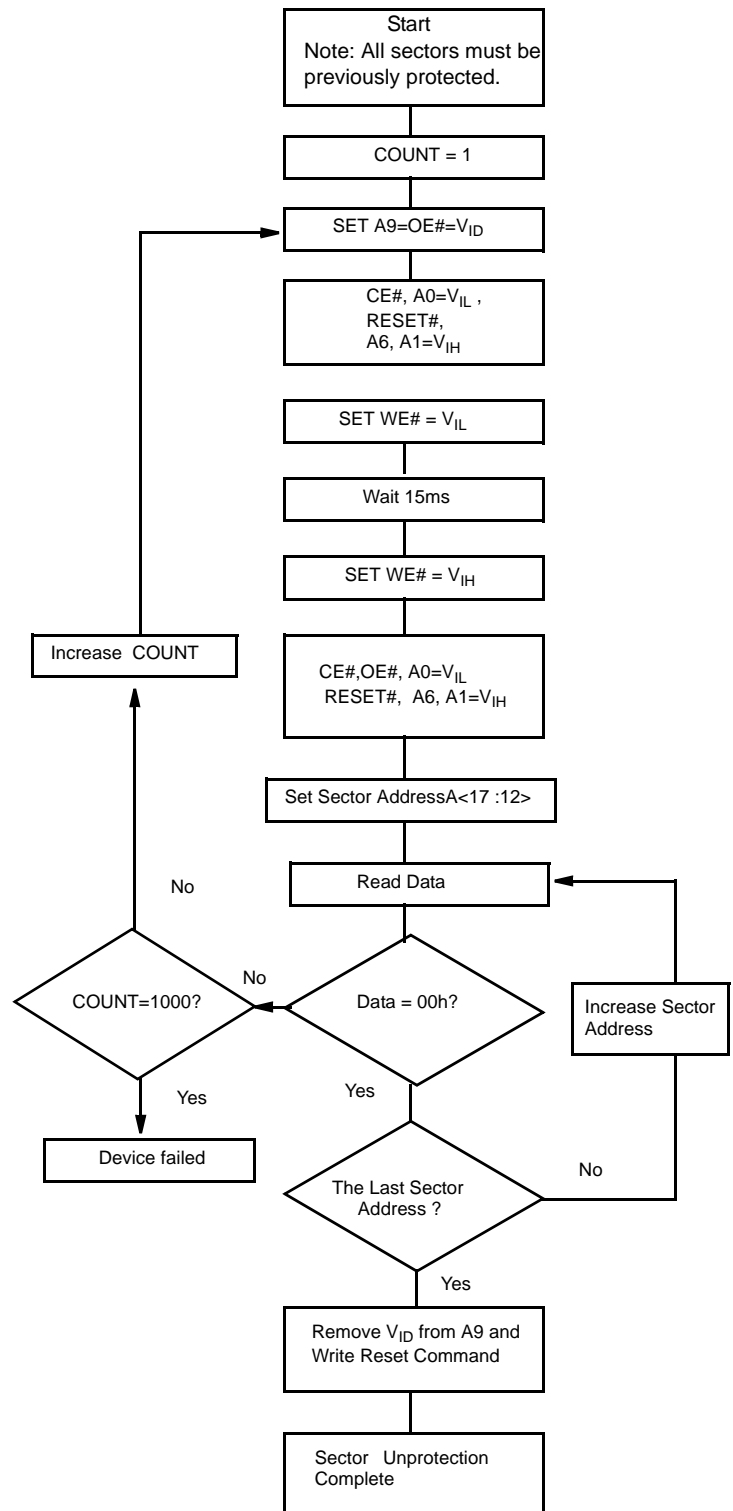 Start
Note: All sectors must be
previously protected.
COUNT = 1
SET A9=OE#=VID
CE#, A0=VIL ,
RESET#,
A6, A1=VIH
SET WE# = VIL
Wait 15ms
SET WE# = VIH
Increase COUNT
CE#,OE#, A0=VIL
RESET#, A6, A1=VIH
Set Sector AddressA<17 :12>
Read Data
No
No
COUNT=1000?
Data = 00h?
Increase Sector
Address
Yes
Yes
Device failed
The Last Sector
Address ?
No
Yes
Remove VID from A9 and
Write Reset Command
Sector Unprotection
Complete